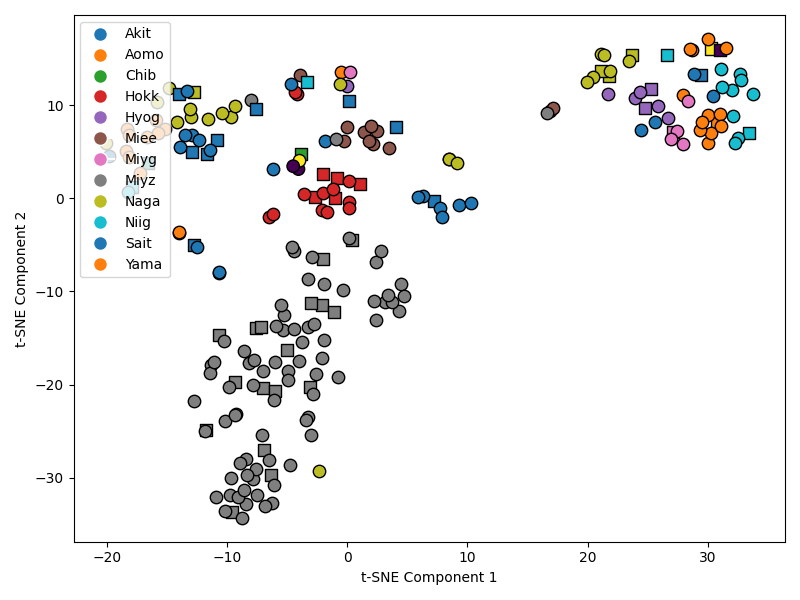 Akit
Aomo
Chib
Hokk
Hyog
Miee
Miyg
Miyz
Naga
Niig
Sait
Yama
10
0
−10
−20
−30
t-SNE Component 2
−20
−10
0
10
20
30
t-SNE Component 1